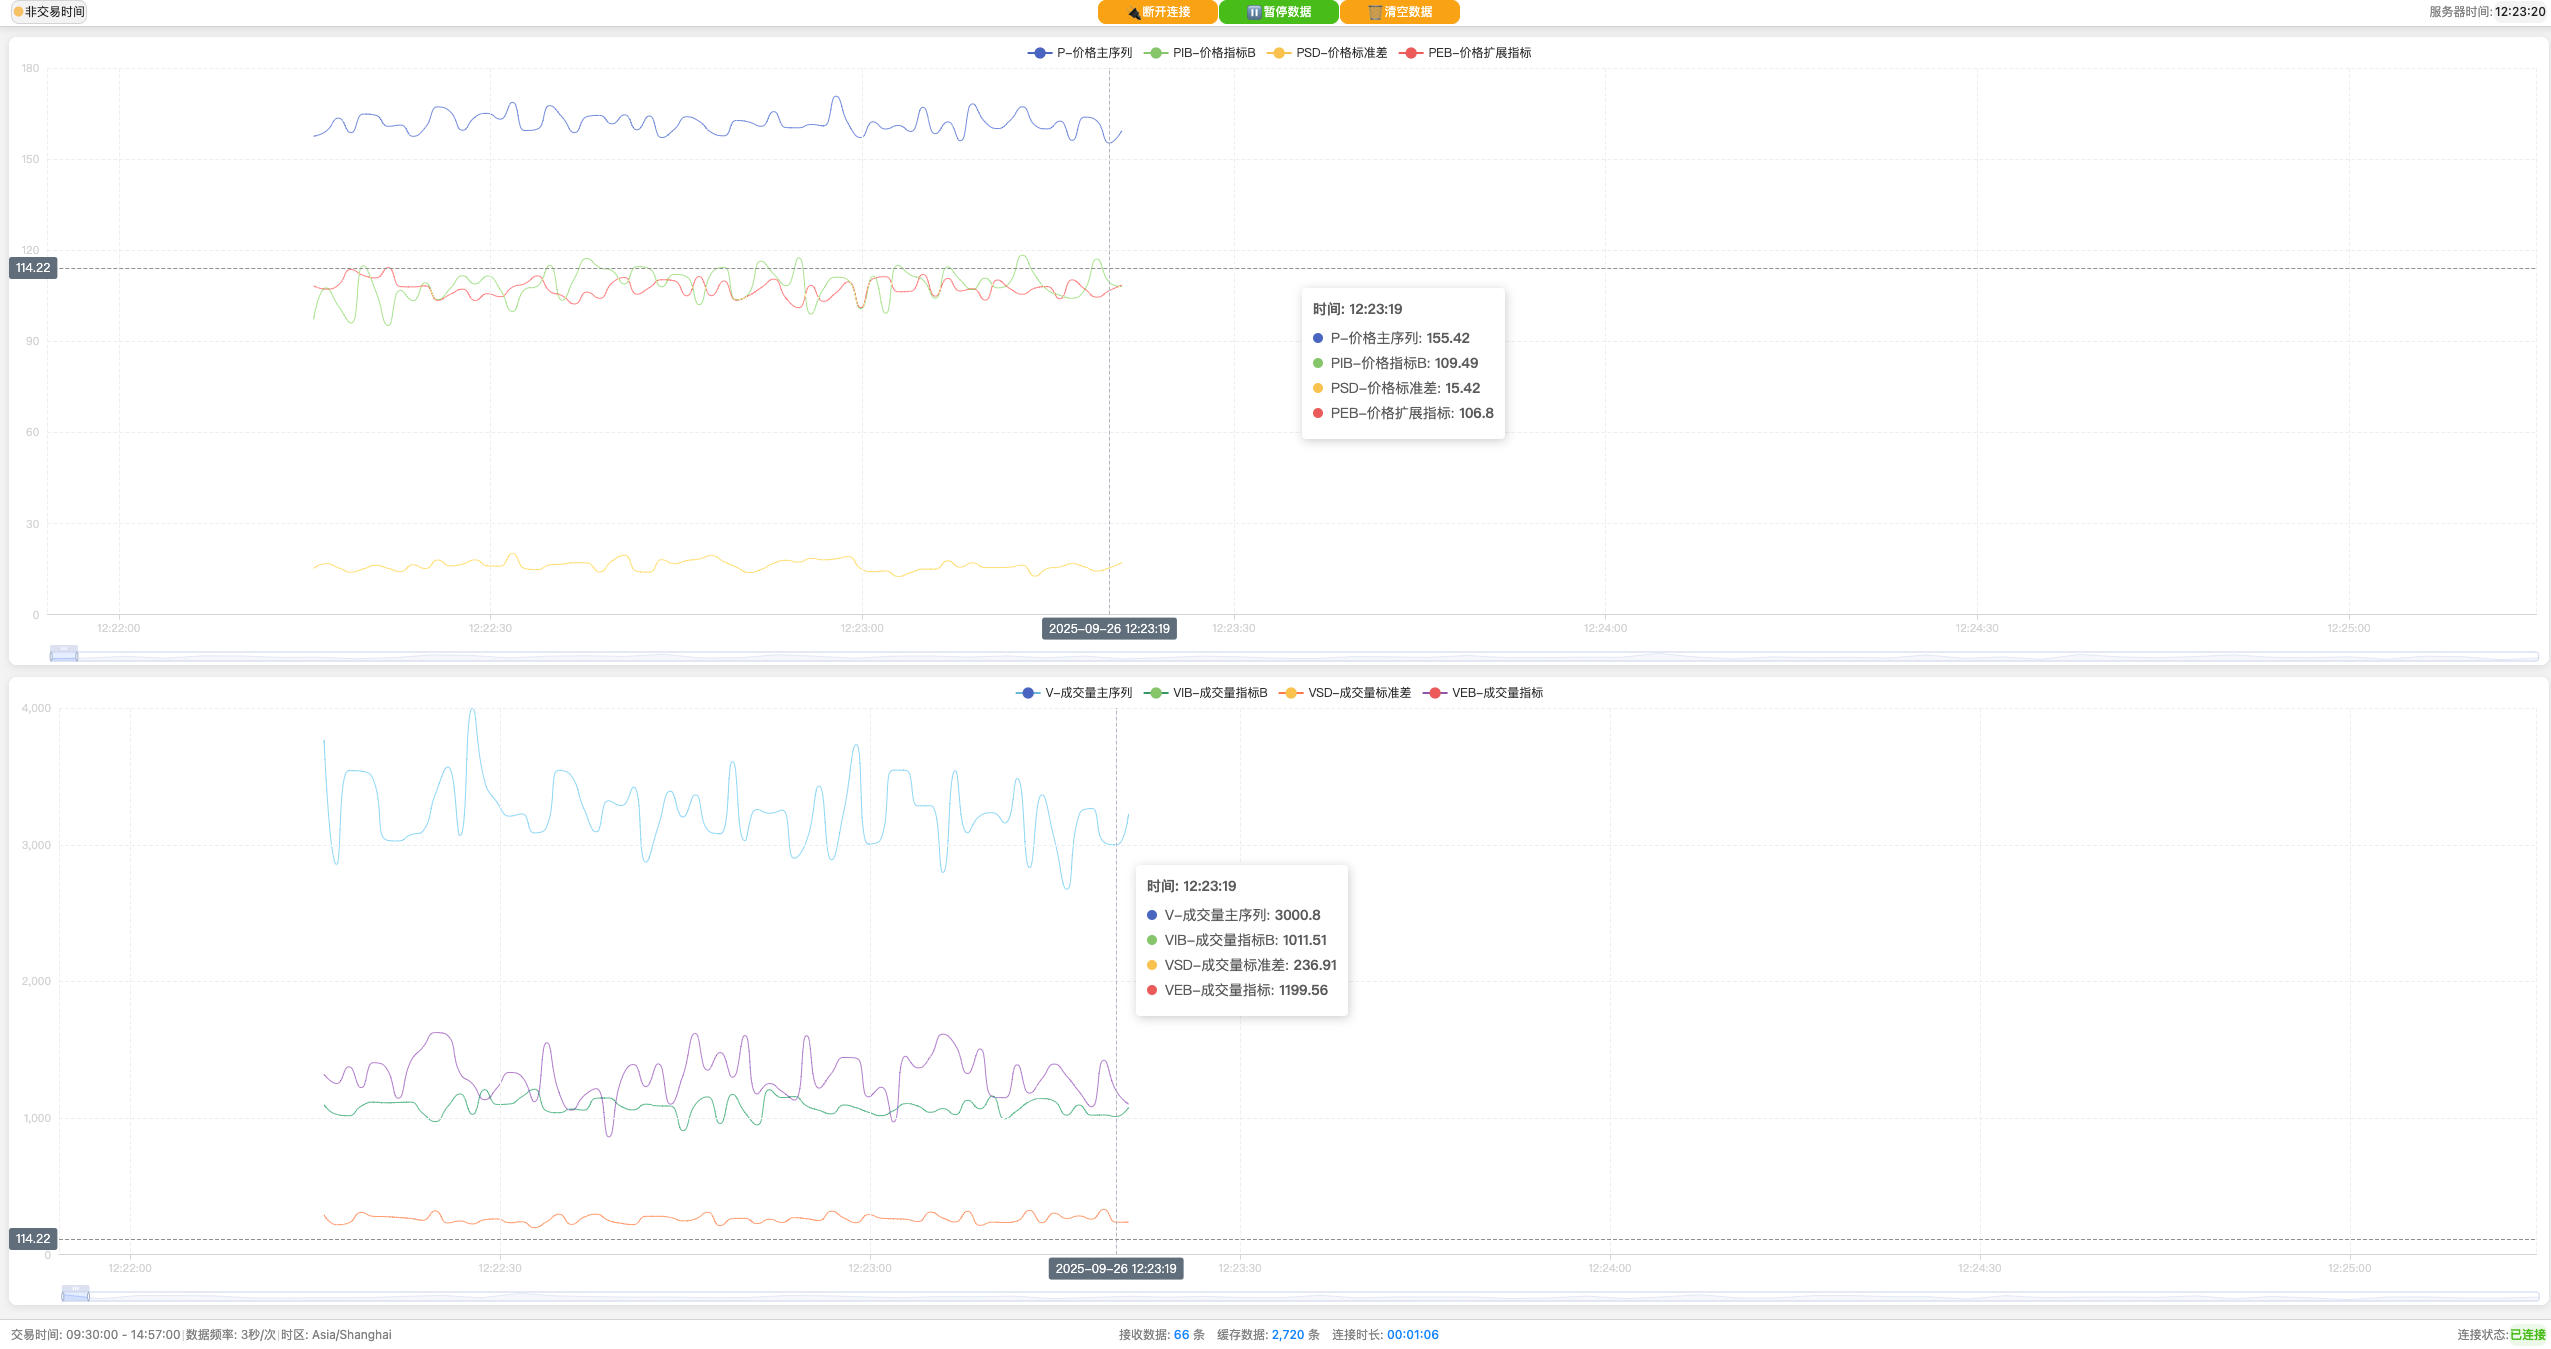 非交易时间 断开连接 暂停数据 清空数据 服务器时间: 12:23:20
P-价格主序列 PIB-价格指标B PSD-价格标准差 PEB-价格扩展指标
180
150
120
114.22
90
60
30
0
时间: 12:23:19
P-价格主序列: 155.42
PIB-价格指标B: 109.49
PSD-价格标准差: 15.42
PEB-价格扩展指标: 106.8
12:22:00 12:22:30 12:23:00 2025-09-26 12:23:19 12:23:30 12:24:00 12:24:30 12:25:00
V-成交量主序列 VIB-成交量指标B VSD-成交量标准差 VEB-成交量指标
4,000
3,000
2,000
1,000
114.22
0
时间: 12:23:19
V-成交量主序列: 3000.8
VIB-成交量指标B: 1011.51
VSD-成交量标准差: 236.91
VEB-成交量指标: 1199.56
12:22:00 12:22:30 12:23:00 2025-09-26 12:23:19 12:23:30 12:24:00 12:24:30 12:25:00
交易时间: 09:30:00 - 14:57:00 | 数据频率: 3秒/次 | 时区: Asia/Shanghai 接收数据: 66 条 缓存数据: 2,720 条 连接时长: 00:01:06 连接状态: 已连接